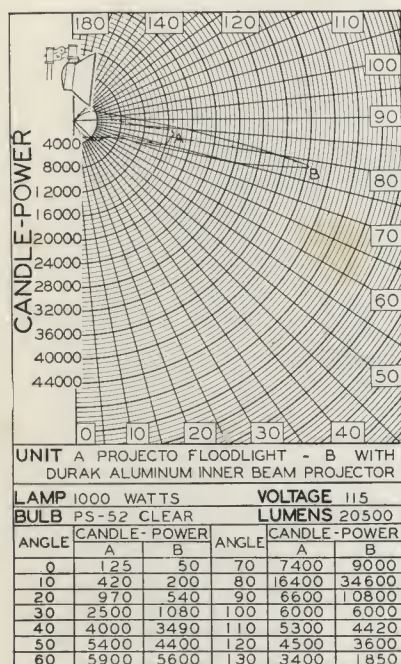 180 140 120 110
100
90
80
70
60
50
CANDLE-POWER
4000
8000
12000
16000
20000
24000
28000
32000
36000
40000
44000
A
B
0 10 20 30 40
UNIT A PROJECTO FLOODLIGHT - B WITH
DURAK ALUMINUM INNER BEAM PROJECTOR
LAMP 1000 WATTS VOLTAGE 115
BULB PS-52 CLEAR LUMENS 20500
ANGLE CANDLE-POWER ANGLE CANDLE-POWER
A B A B
0 125 50 70 7400 9000
10 420 200 80 16400 34600
20 970 540 90 6600 10800
30 2500 1080 100 6000 6000
40 4000 3490 110 5300 4420
50 5400 4400 120 4500 3600
60 5900 5600 130 3400 1850